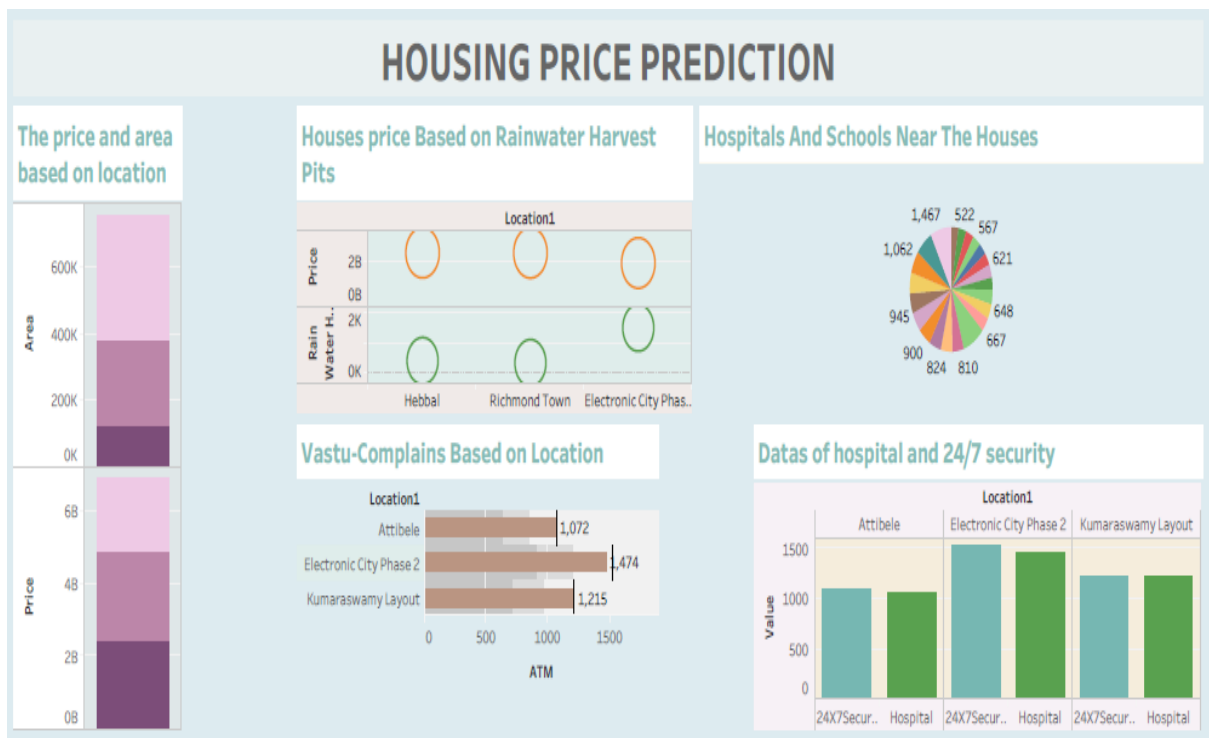 HOUSING PRICE PREDICTION
The price and area
based on location
Area
600K
400K
200K
0K
Price
6B
4B
2B
0B
Houses price Based on Rainwater Harvest
Pits
Location1
Price
2B
0B
Rain
Water H..
2K
0K
Hebbal Richmond Town Electronic City Phas..
Hospitals And Schools Near The Houses
1,467 522
567
1,062
621
945
648
667
900
824 810
Vastu-Complains Based on Location
Location1
Attibele 1,072
Electronic City Phase 2 1,474
Kumaraswamy Layout 1,215
0 500 1000 1500
ATM
Datas of hospital and 24/7 security
Location1
Attibele Electronic City Phase 2 Kumaraswamy Layout
Value
1500
1000
500
0
24X7Secur.. Hospital 24X7Secur.. Hospital 24X7Secur.. Hospital